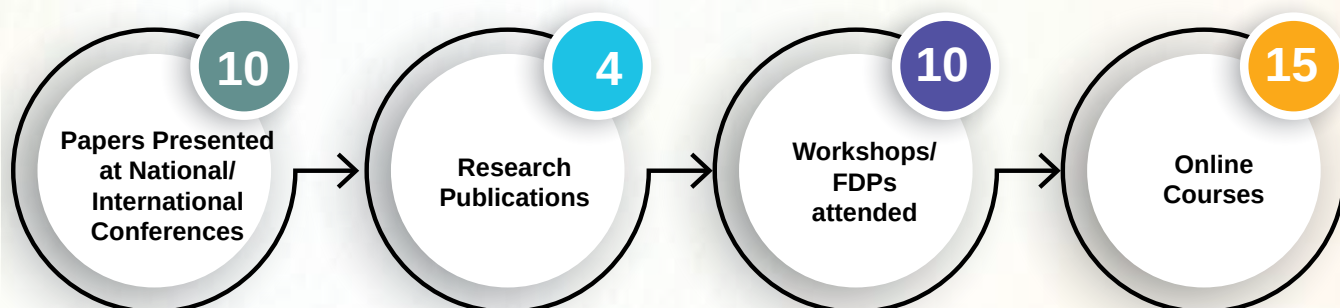 10
Papers Presented
at National/
International
Conferences
4
Research
Publications
10
Workshops/
FDPs
attended
15
Online
Courses